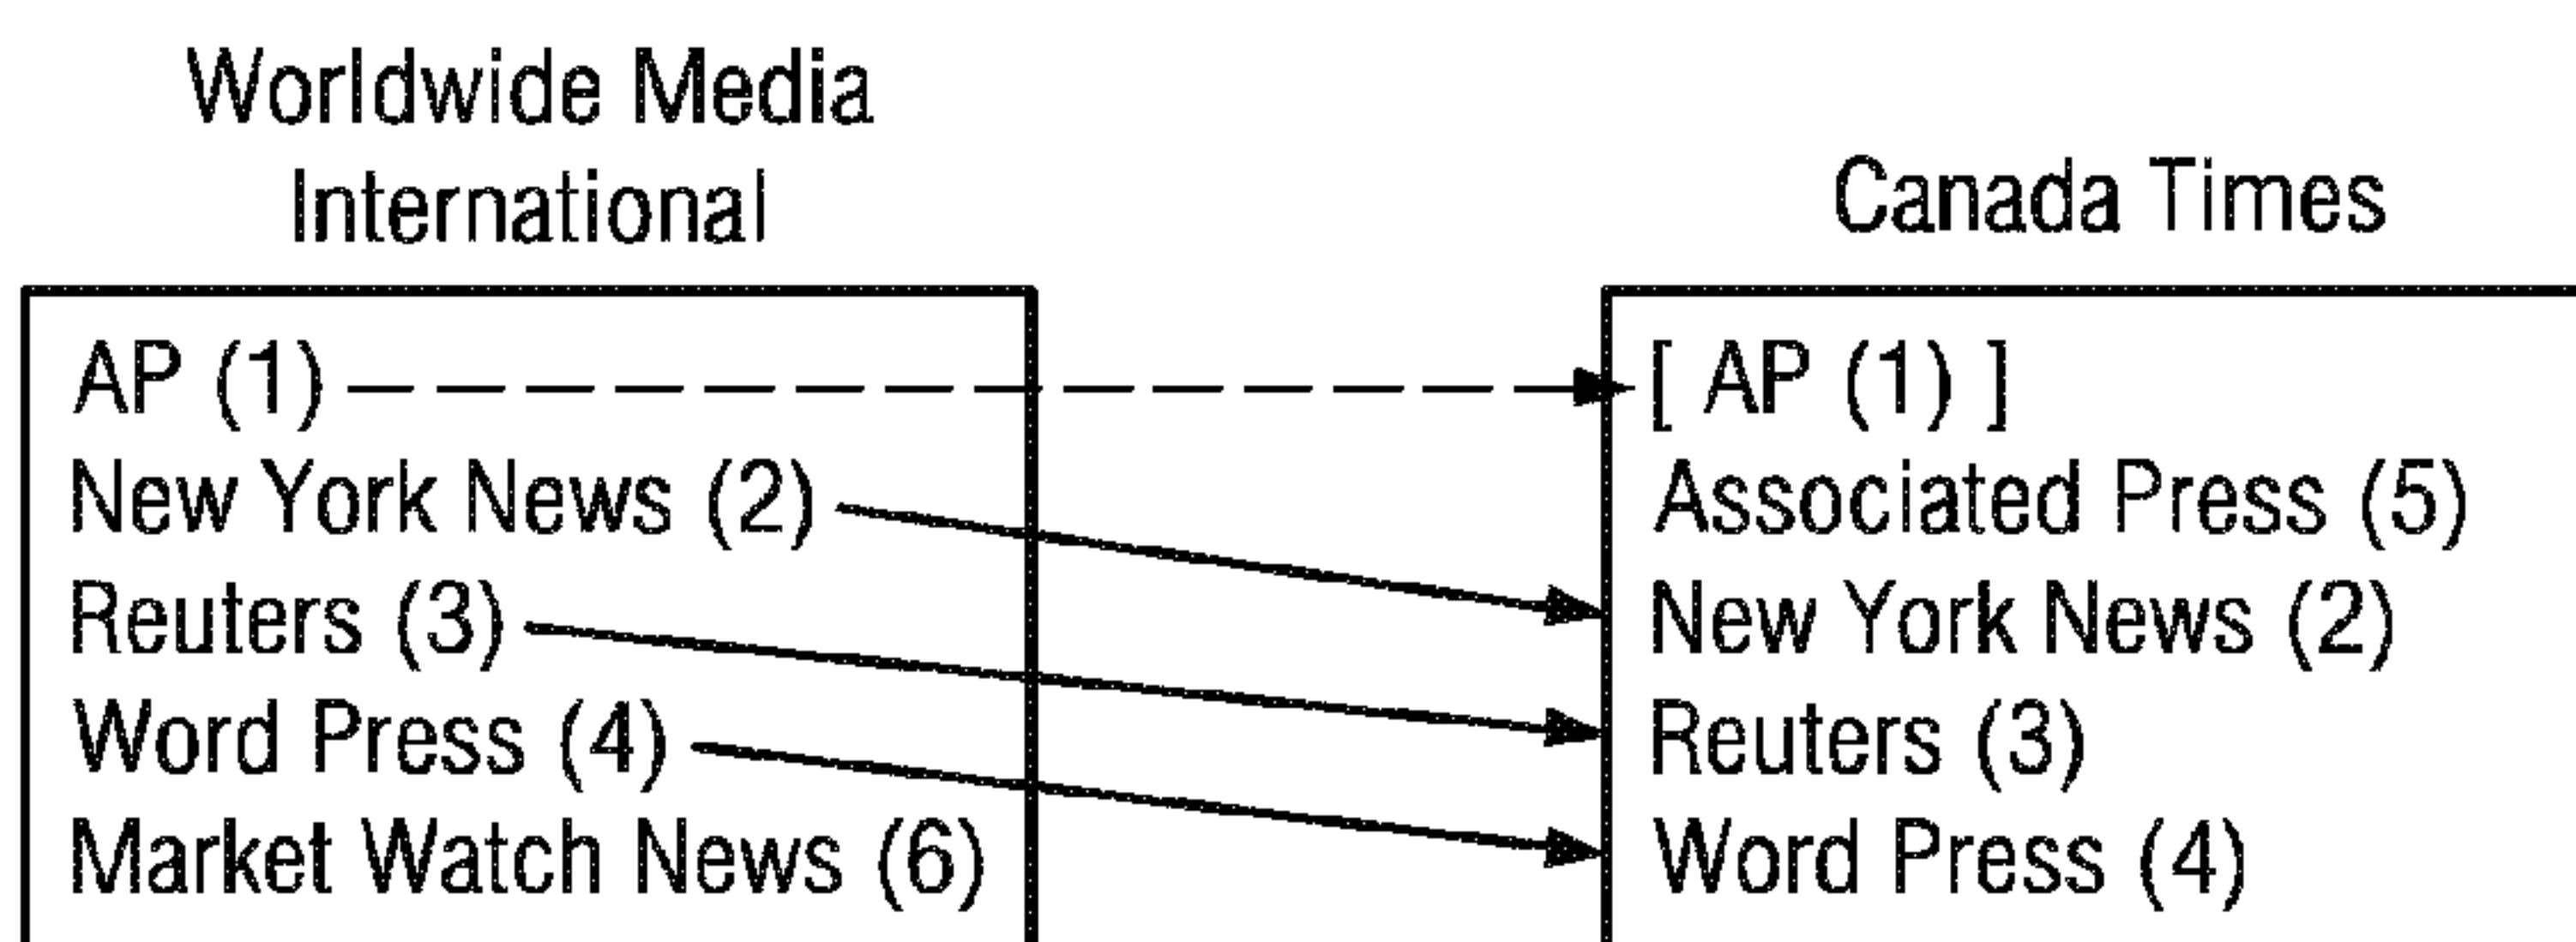 Worldwide Media
International
AP (1)
New York News (2)
Reuters (3)
Word Press (4)
Market Watch News (6)
Canada Times
[ AP (1) ]
Associated Press (5)
New York News (2)
Reuters (3)
Word Press (4)